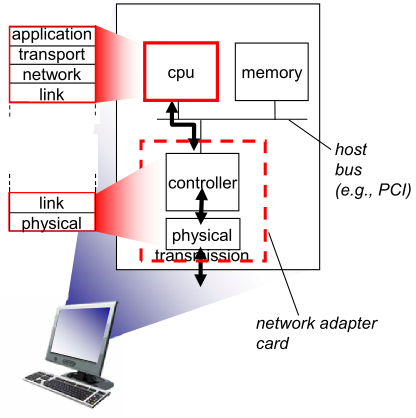 application
transport
network
link
cpu
memory
host
bus
(e.g., PCI)
controller
link
physical
physical
transmission
network adapter
card